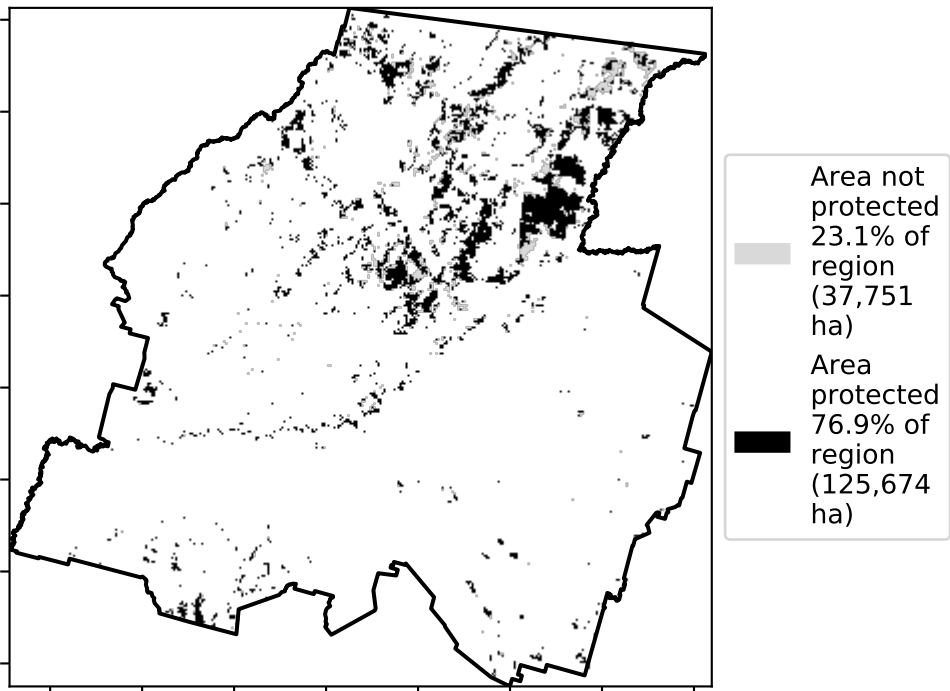 Area not
protected
23.1% of
region
(37,751
ha)
Area
protected
76.9% of
region
(125,674
ha)